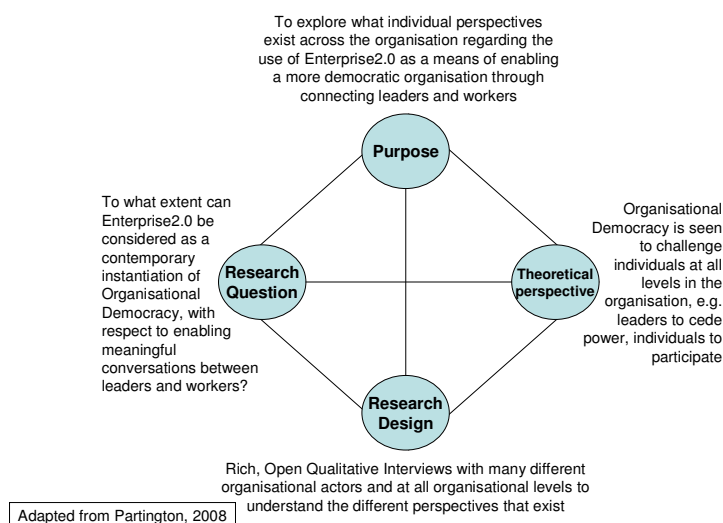 To explore what individual perspectives
exist across the organisation regarding the
use of Enterprise2.0 as a means of enabling
a more democratic organisation through
connecting leaders and workers
Purpose
To what extent can
Enterprise2.0 be
considered as a
contemporary
instantiation of
Organisational
Democracy, with
respect to enabling
meaningful
conversations between
leaders and workers?
Research
Question
Theoretical
perspective
Organisational
Democracy is seen
to challenge
individuals at all
levels in the
organisation, e.g.
leaders to cede
power, individuals to
participate
Research
Design
Rich, Open Qualitative Interviews with many different
organisational actors and at all organisational levels to
understand the different perspectives that exist
Adapted from Partington, 2008